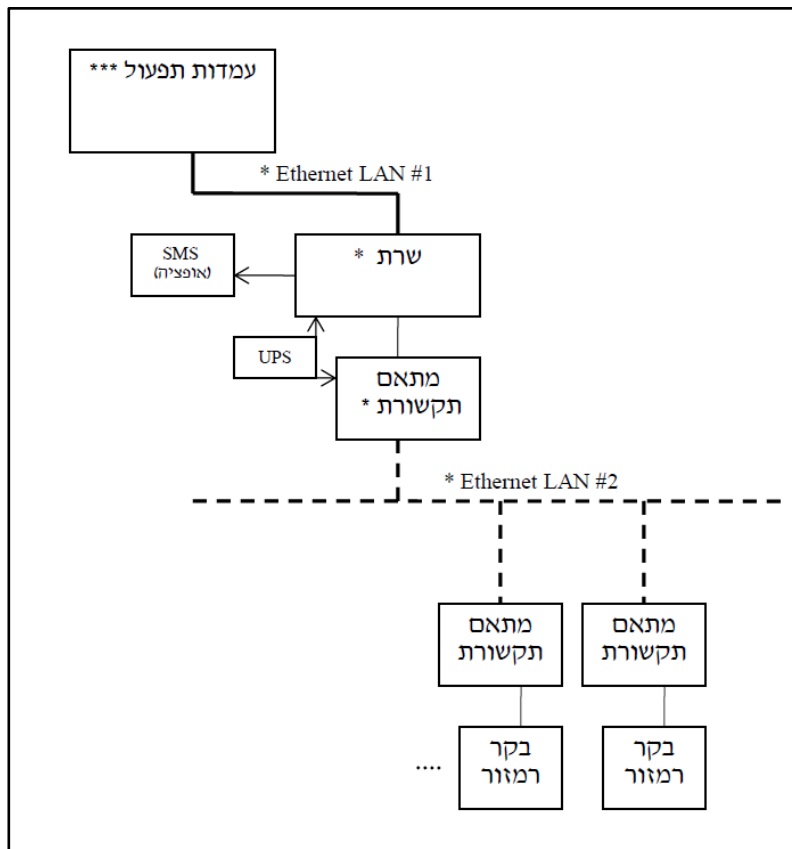 עמדות תפעול ***
* Ethernet LAN #1
שרת *
SMS
(אופציה)
UPS
מתאם
תקשורת *
* Ethernet LAN #2
מתאם
תקשורת
מתאם
תקשורת
בקר
רמזור
בקר
רמזור
....